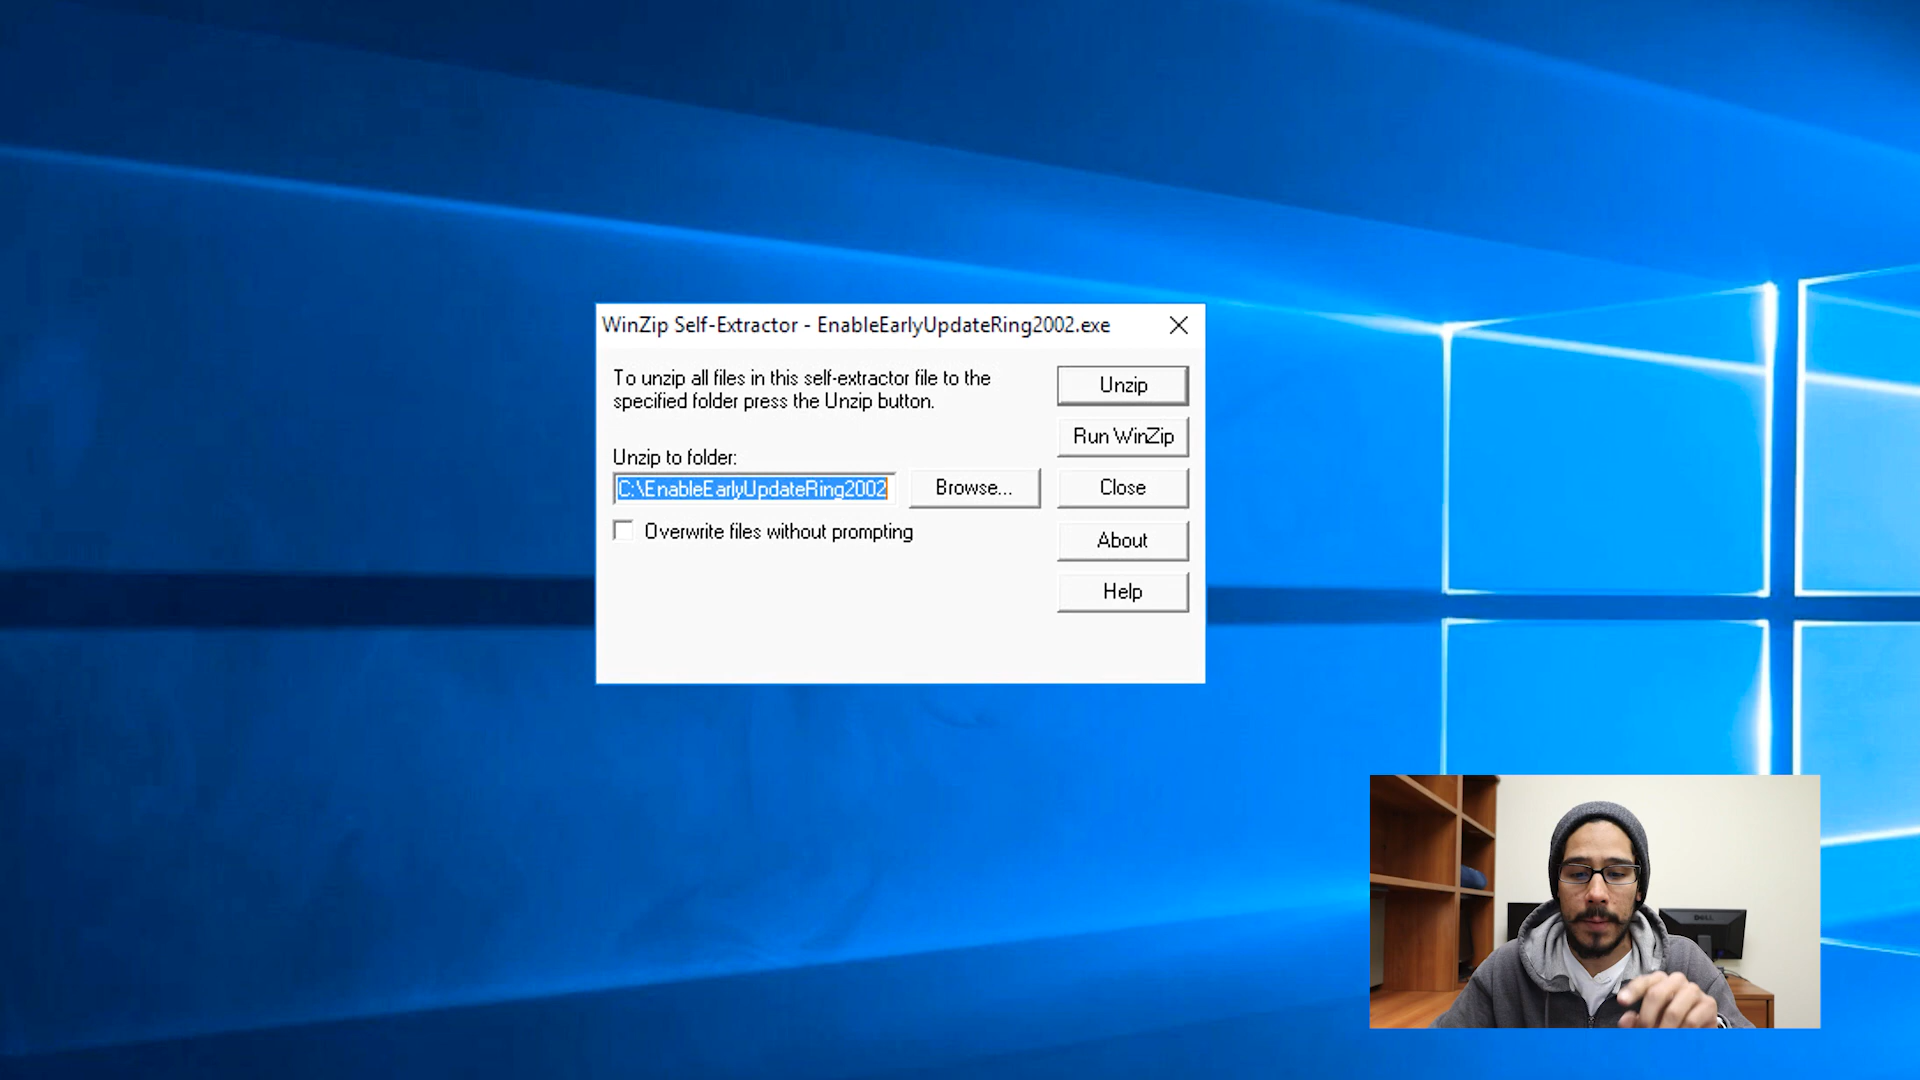 WinZip Self-Extractor - EnableEarlyUpdateRing2002.exe
To unzip all files in this self-extractor file to the
specified folder press the Unzip button.
Unzip to folder:
C:\EnableEarlyUpdateRing2002
Browse...
Overwrite files without prompting
Unzip
Run WinZip
Close
About
Help
DELL